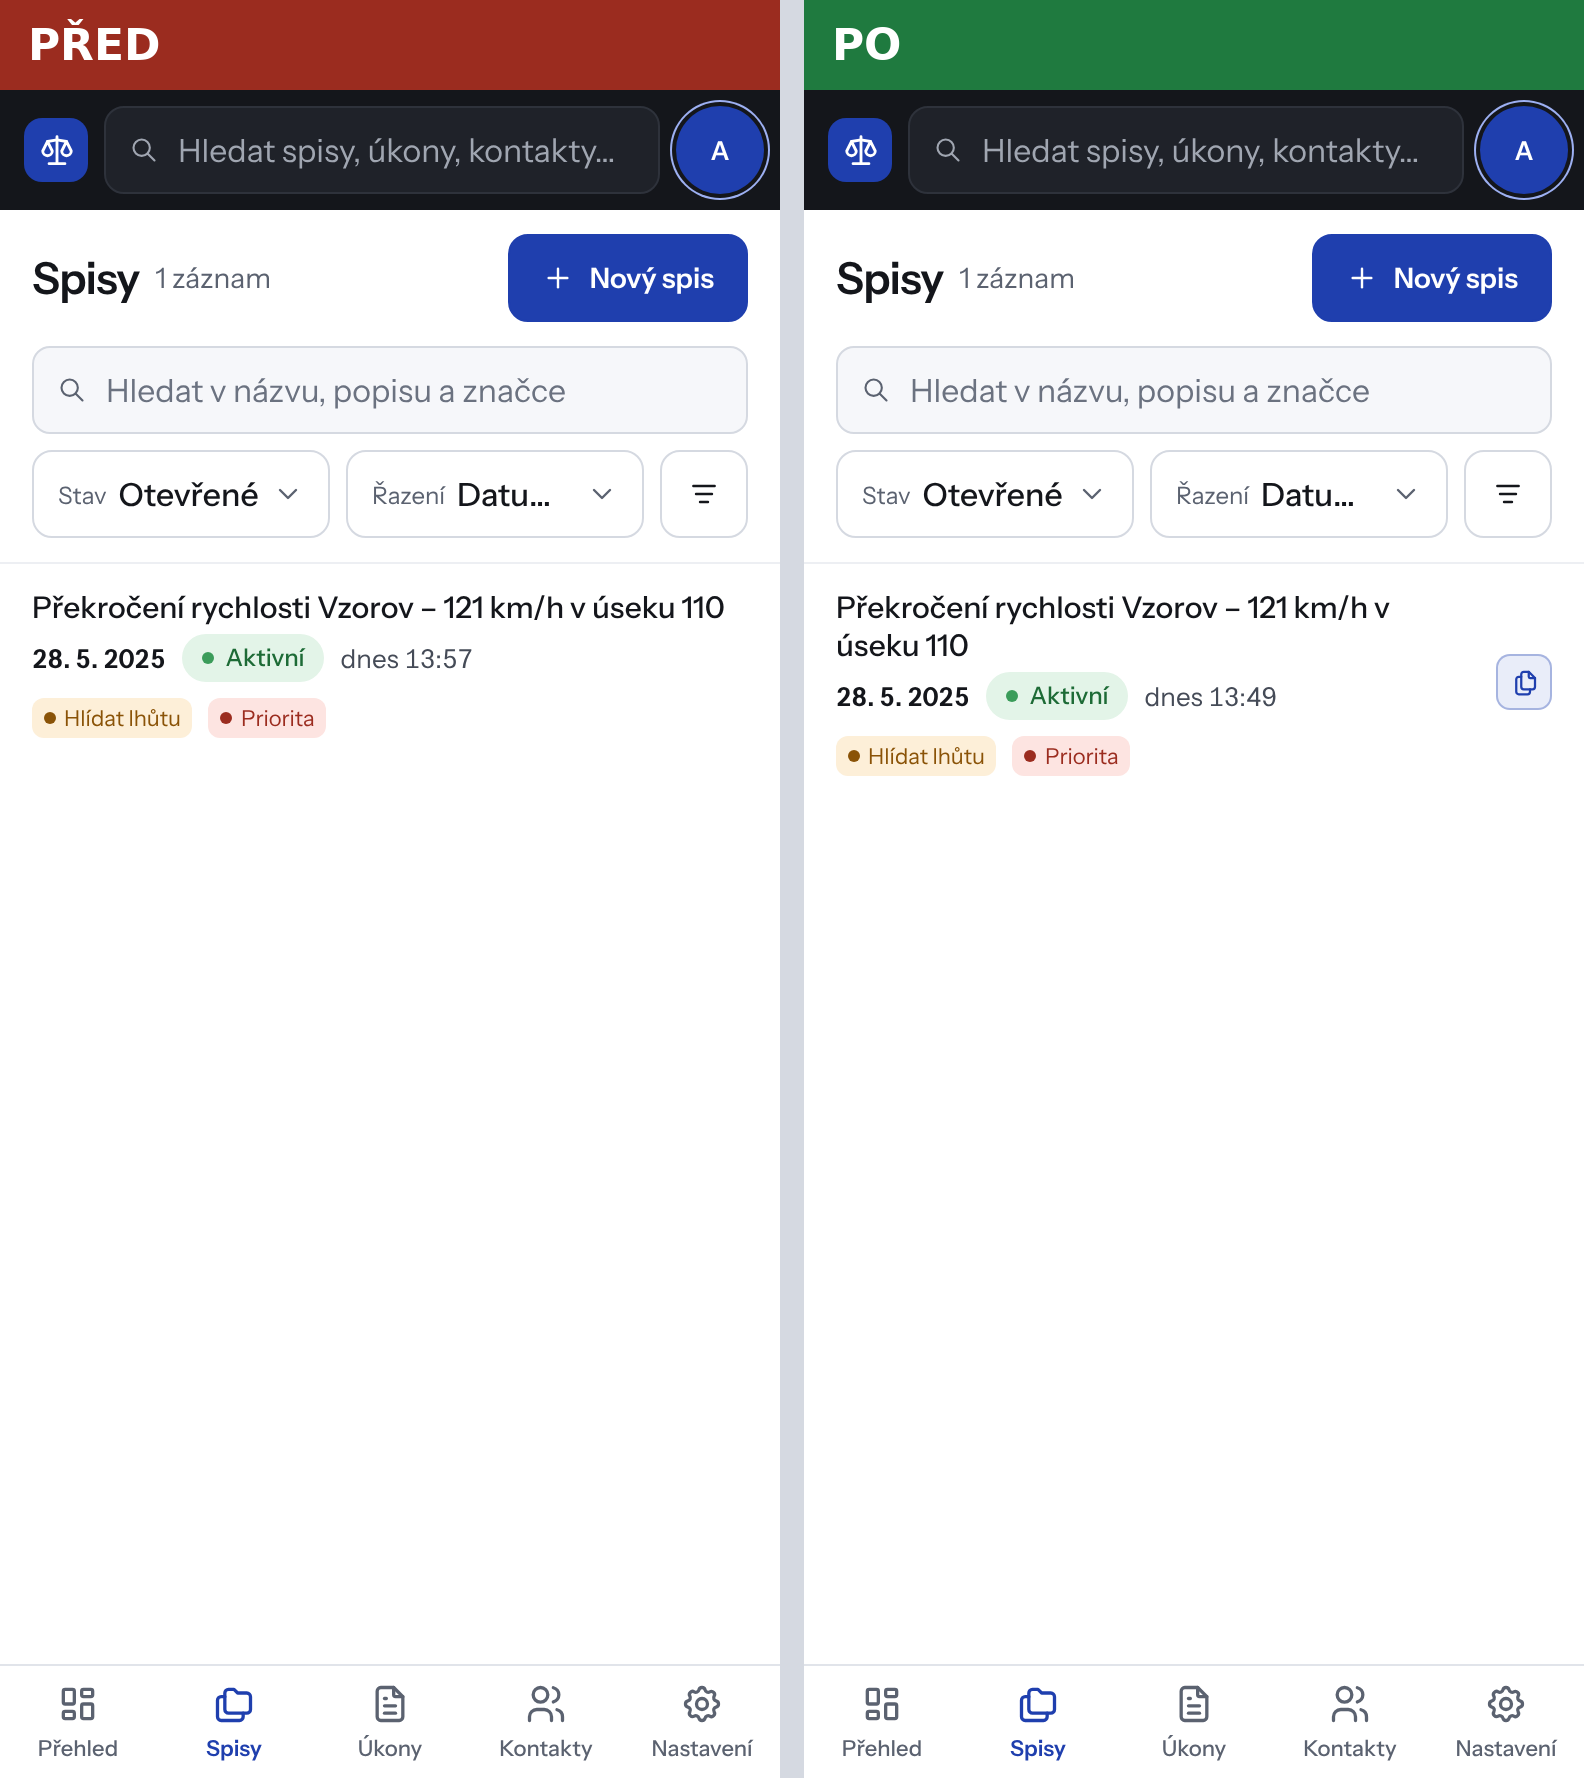 PŘED
Hledat spisy, úkony, kontakty...
A
Spisy 1 záznam
Nový spis
Hledat v názvu, popisu a značce
Stav Otevřené
Řazení Datu...
Překročení rychlosti Vzorov – 121 km/h v úseku 110
28. 5. 2025 Aktivní dnes 13:57
Hlídat lhůtu Priorita
Přehled Spisy Úkony Kontakty Nastavení
PO
Hledat spisy, úkony, kontakty...
A
Spisy 1 záznam
Nový spis
Hledat v názvu, popisu a značce
Stav Otevřené
Řazení Datu...
Překročení rychlosti Vzorov – 121 km/h v
úseku 110
28. 5. 2025 Aktivní dnes 13:49
Hlídat lhůtu Priorita
Přehled Spisy Úkony Kontakty Nastavení